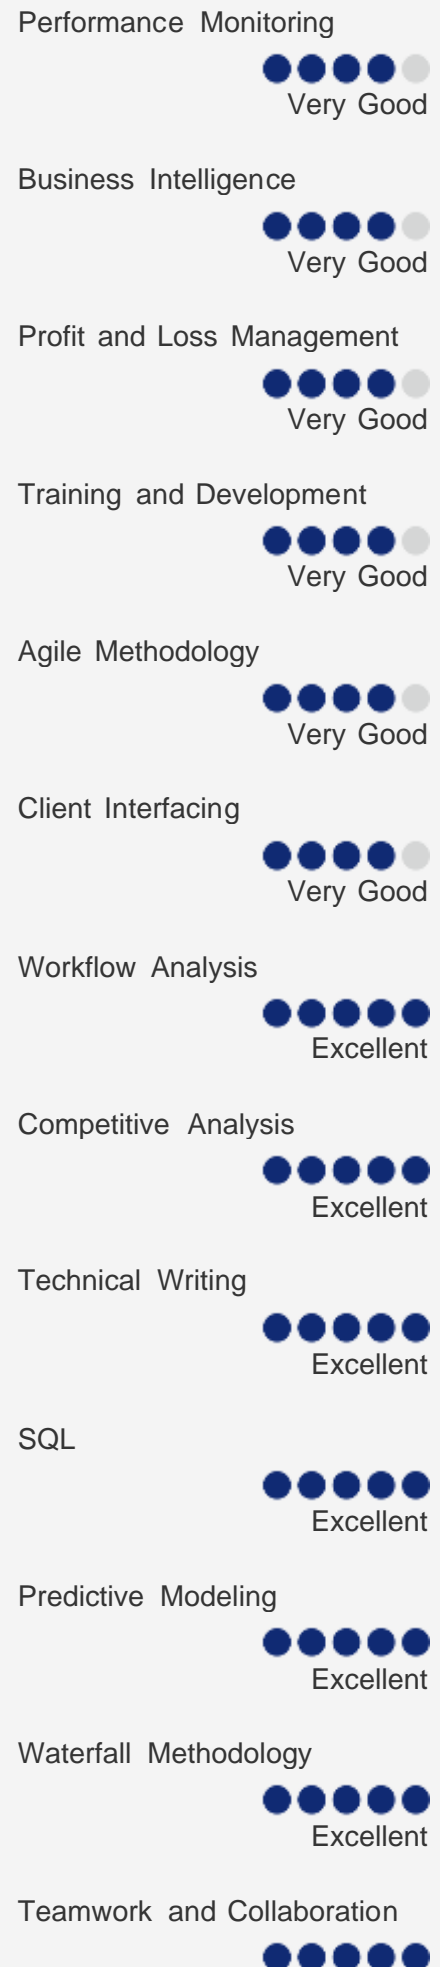 Performance Monitoring
Very Good
Business Intelligence
Very Good
Profit and Loss Management
Very Good
Training and Development
Very Good
Agile Methodology
Very Good
Client Interfacing
Very Good
Workflow Analysis
Excellent
Competitive Analysis
Excellent
Technical Writing
Excellent
SQL
Excellent
Predictive Modeling
Excellent
Waterfall Methodology
Excellent
Teamwork and Collaboration